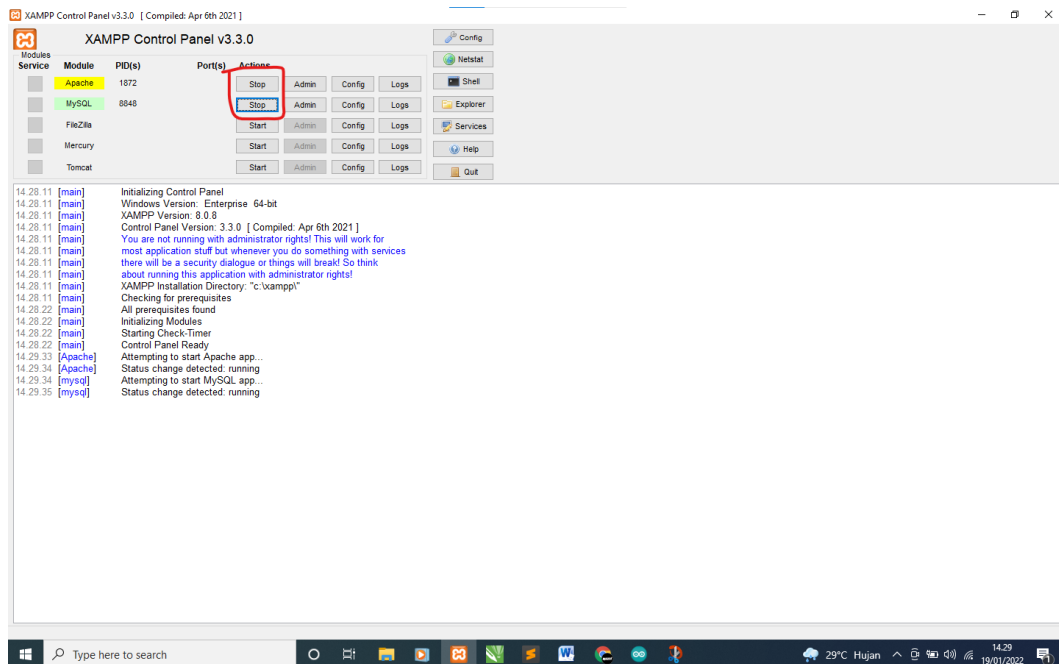 XAMPP Control Panel v3.3.0 [ Compiled: Apr 6th 2021 ]
XAMPP Control Panel v3.3.0
Config
Modules
Service Module PID(s) Port(s) Actions
Netstat
Apache 1872 Stop Admin Config Logs
Shell
MySQL 8848 Stop Admin Config Logs
Explorer
FileZilla Start Admin Config Logs
Services
Mercury Start Admin Config Logs
Help
Tomcat Start Admin Config Logs
Quit
14.28.11 [main] Initializing Control Panel
14.28.11 [main] Windows Version: Enterprise 64-bit
14.28.11 [main] XAMPP Version: 8.0.8
14.28.11 [main] Control Panel Version: 3.3.0 [ Compiled: Apr 6th 2021 ]
14.28.11 [main] You are not running with administrator rights! This will work for
14.28.11 [main] most application stuff but whenever you do something with services
14.28.11 [main] there will be a security dialogue or things will break! So think
14.28.11 [main] about running this application with administrator rights!
14.28.11 [main] XAMPP Installation Directory: "c:\xampp\"
14.28.11 [main] Checking for prerequisites
14.28.22 [main] All prerequisites found
14.28.22 [main] Initializing Modules
14.28.22 [main] Starting Check-Timer
14.28.22 [main] Control Panel Ready
14.29.33 [Apache] Attempting to start Apache app...
14.29.34 [Apache] Status change detected: running
14.29.34 [mysql] Attempting to start MySQL app...
14.29.35 [mysql] Status change detected: running
Type here to search
29°C Hujan
14.29
19/01/2022